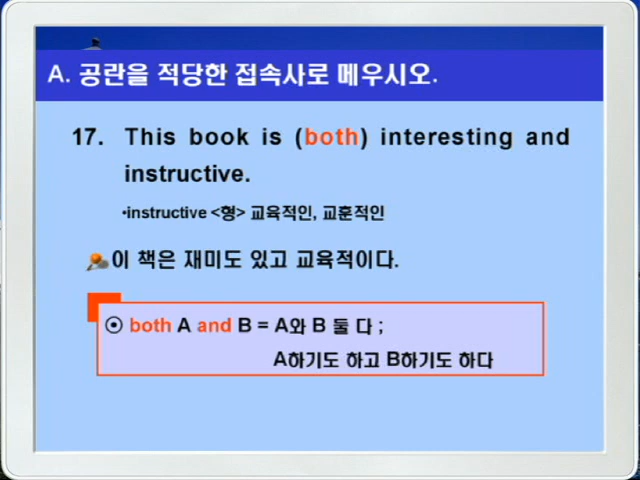 A. 공란을 적당한 접속사로 메우시오.
17. This book is (both) interesting and
instructive.
•instructive <형> 교육적인, 교훈적인
이 책은 재미도 있고 교육적이다.
⊙ both A and B = A와 B 둘 다 ;
A하기도 하고 B하기도 하다